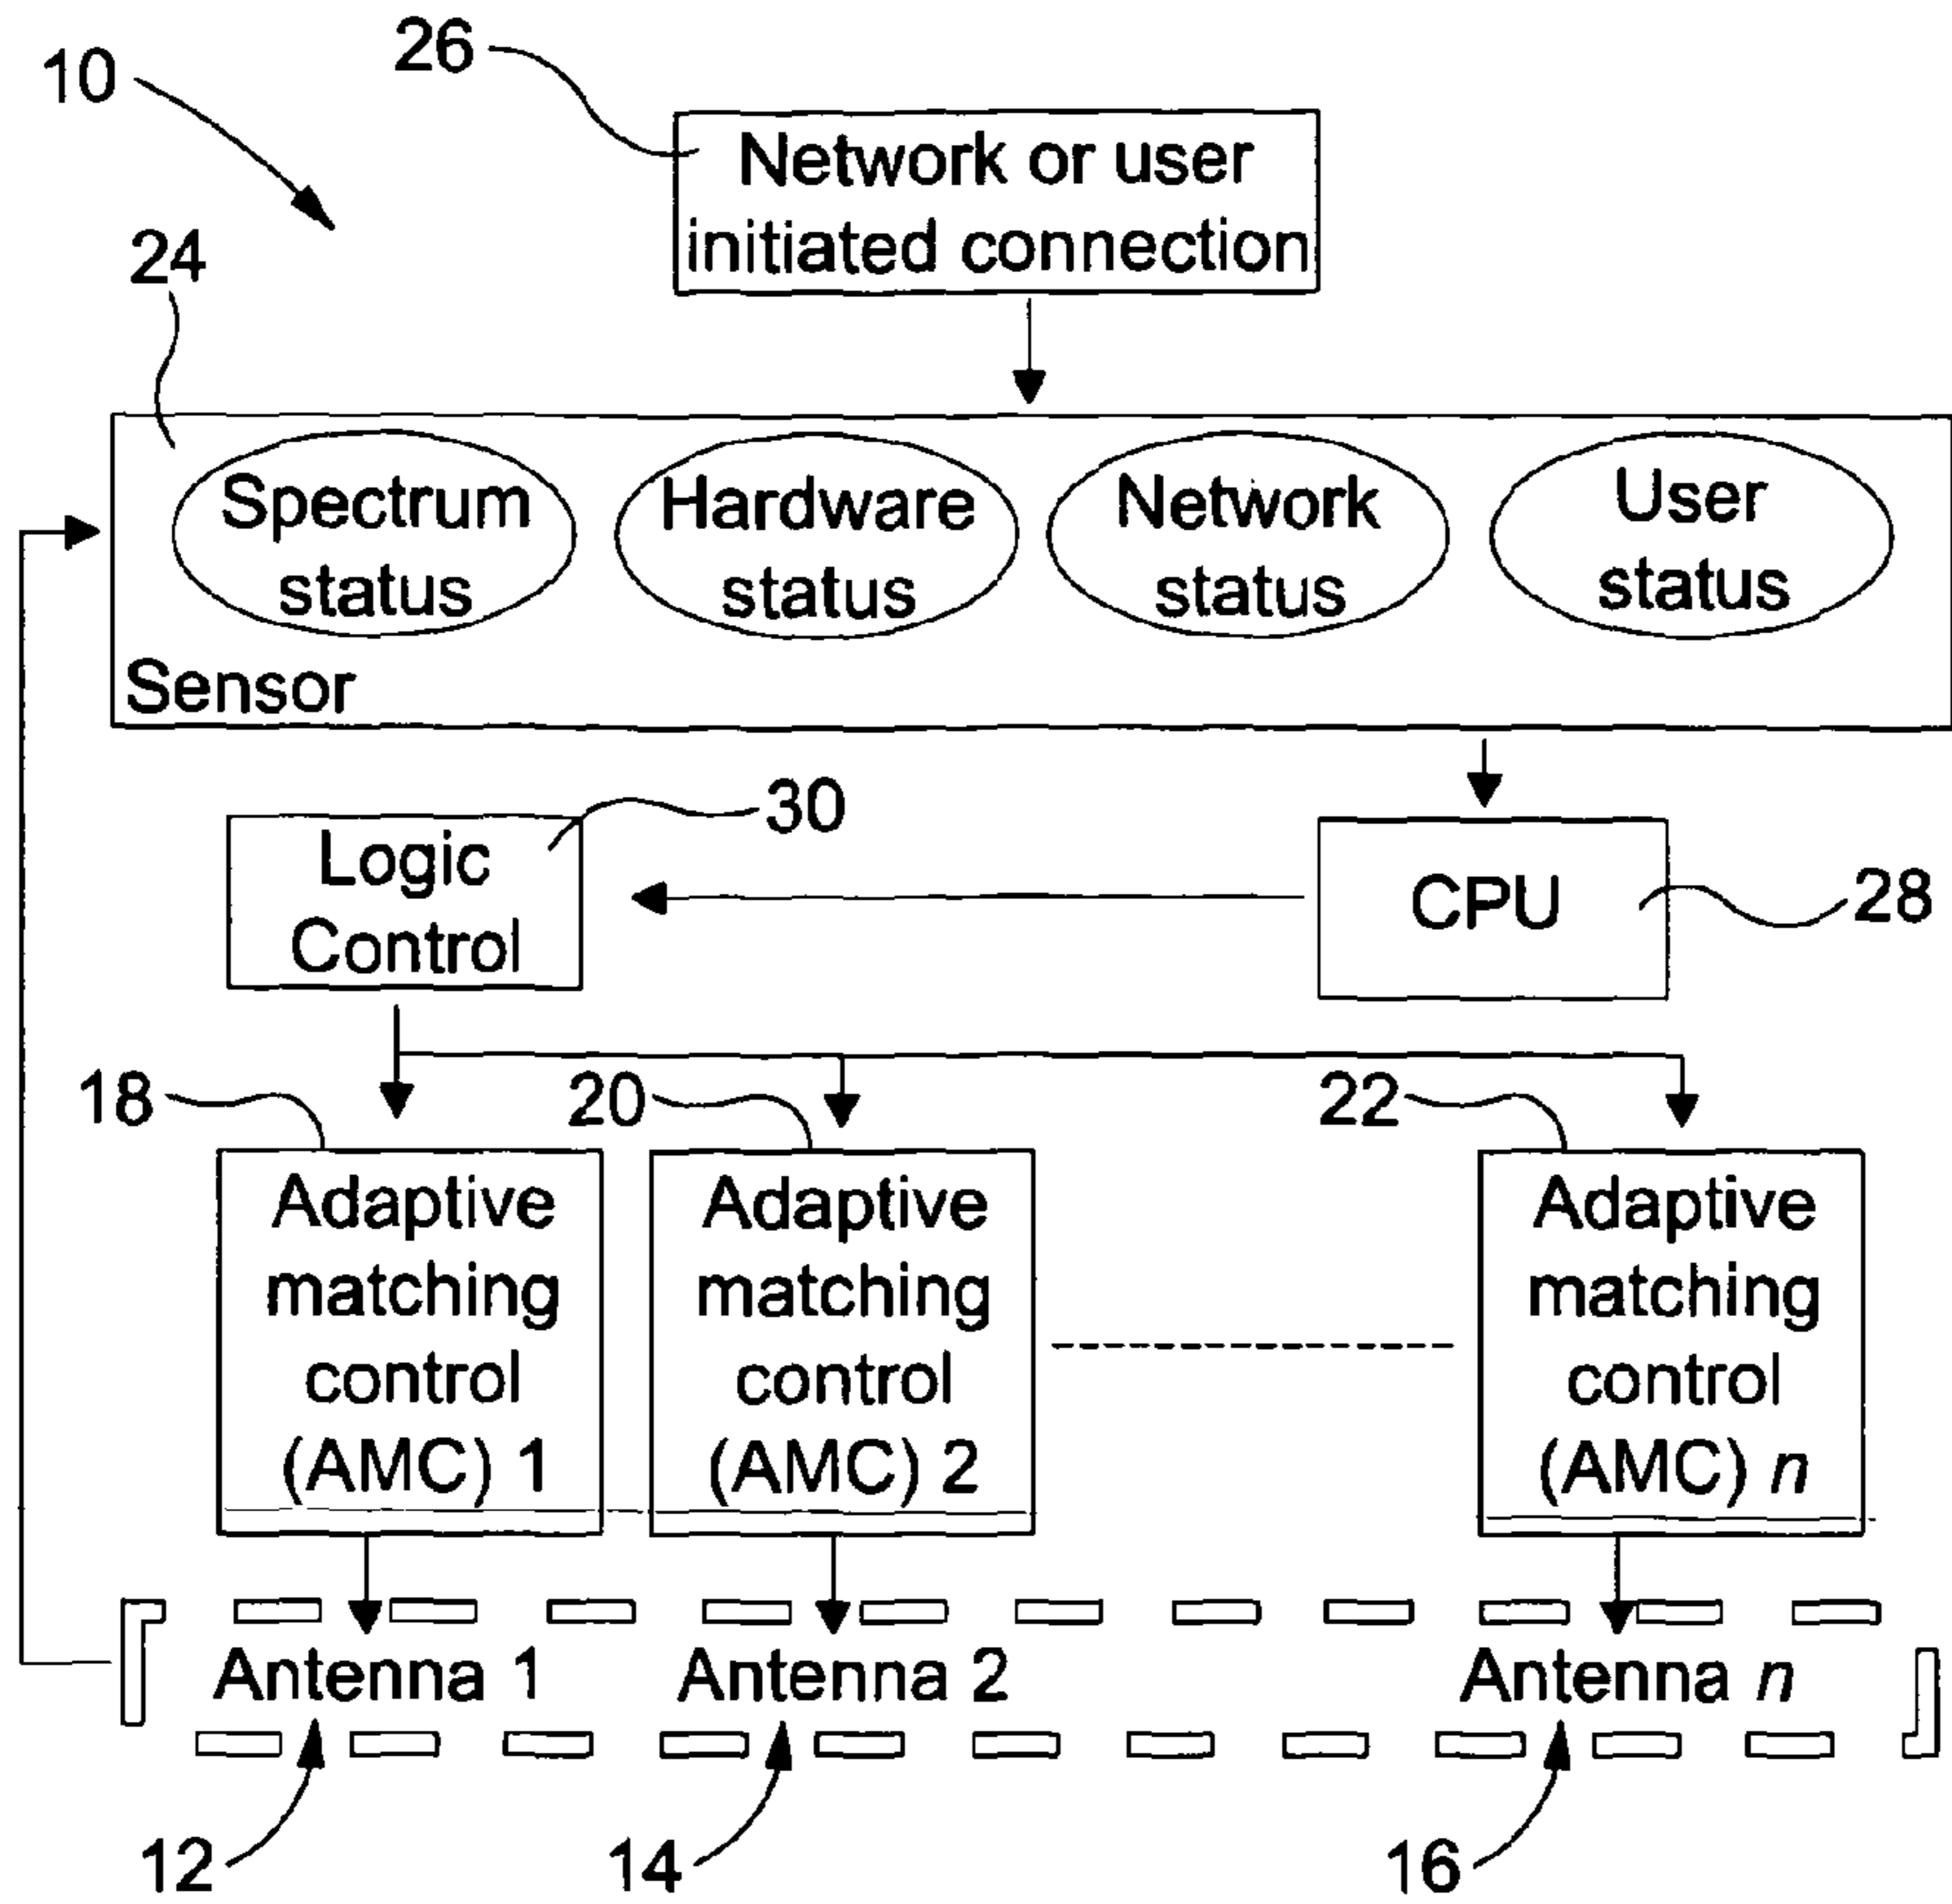 10
26
Network or user
initiated connection
24
Spectrum
status
Hardware
status
Network
status
User
status
Sensor
Logic
Control
30
CPU
28
18
20
22
Adaptive
matching
control
(AMC) 1
Adaptive
matching
control
(AMC) 2
Adaptive
matching
control
(AMC) n
Antenna 1
Antenna 2
Antenna n
12
14
16